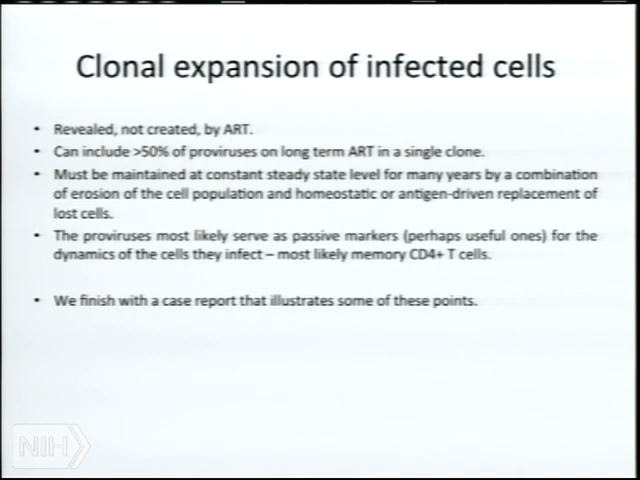 Clonal expansion of infected cells
• Revealed, not created, by ART.
• Can include >50% of proviruses on long term ART in a single clone.
• Must be maintained at constant steady state level for many years by a combination
of erosion of the cell population and homeostatic or antigen-driven replacement of
lost cells.
• The proviruses most likely serve as passive markers (perhaps useful ones) for the
dynamics of the cells they infect – most likely memory CD4+ T cells.
• We finish with a case report that illustrates some of these points.
NIH